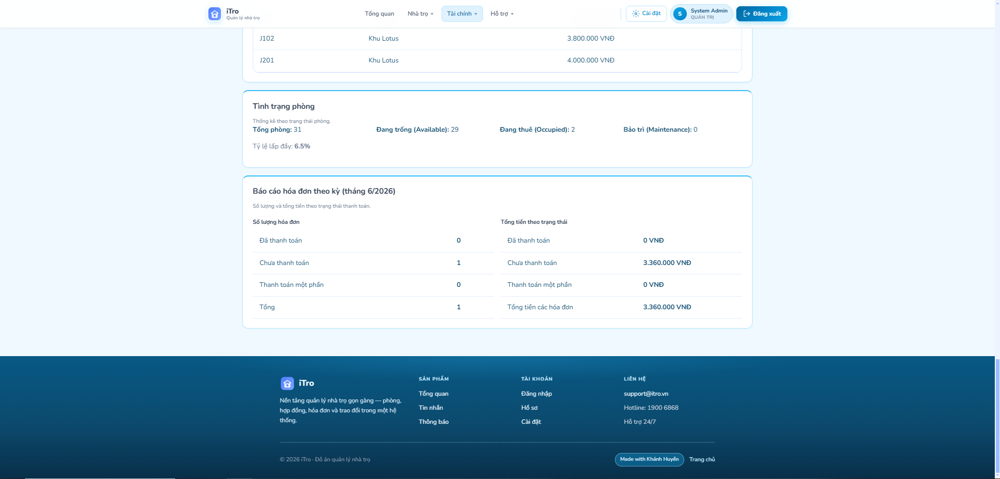 iTro
Quản lý nhà trọ
Tổng quan
Nhà trọ
Tài chính
Hỗ trợ
Cài đặt
S
System Admin
QUẢN TRỊ
Đăng xuất
J102 Khu Lotus 3.800.000 VNĐ
J201 Khu Lotus 4.000.000 VNĐ
Tình trạng phòng
Thống kê theo trạng thái phòng.
Tổng phòng: 31 Đang trống (Available): 29 Đang thuê (Occupied): 2 Bảo trì (Maintenance): 0
Tỷ lệ lấp đầy: 6.5%
Báo cáo hóa đơn theo kỳ (tháng 6/2026)
Số lượng và tổng tiền theo trạng thái thanh toán.
Số lượng hóa đơn
Đã thanh toán 0
Chưa thanh toán 1
Thanh toán một phần 0
Tổng 1
Tổng tiền theo trạng thái
Đã thanh toán 0 VNĐ
Chưa thanh toán 3.360.000 VNĐ
Thanh toán một phần 0 VNĐ
Tổng tiền các hóa đơn 3.360.000 VNĐ
iTro
Nền tảng quản lý nhà trọ gọn gàng — phòng,
hợp đồng, hóa đơn và trao đổi trong một hệ
thống.
SẢN PHẨM
Tổng quan
Tin nhắn
Thông báo
TÀI KHOẢN
Đăng nhập
Hồ sơ
Cài đặt
LIÊN HỆ
support@itro.vn
Hotline: 1900 6868
Hỗ trợ 24/7
© 2026 iTro · Đồ án quản lý nhà trọ
Made with Khánh Huyền
Trang chủ